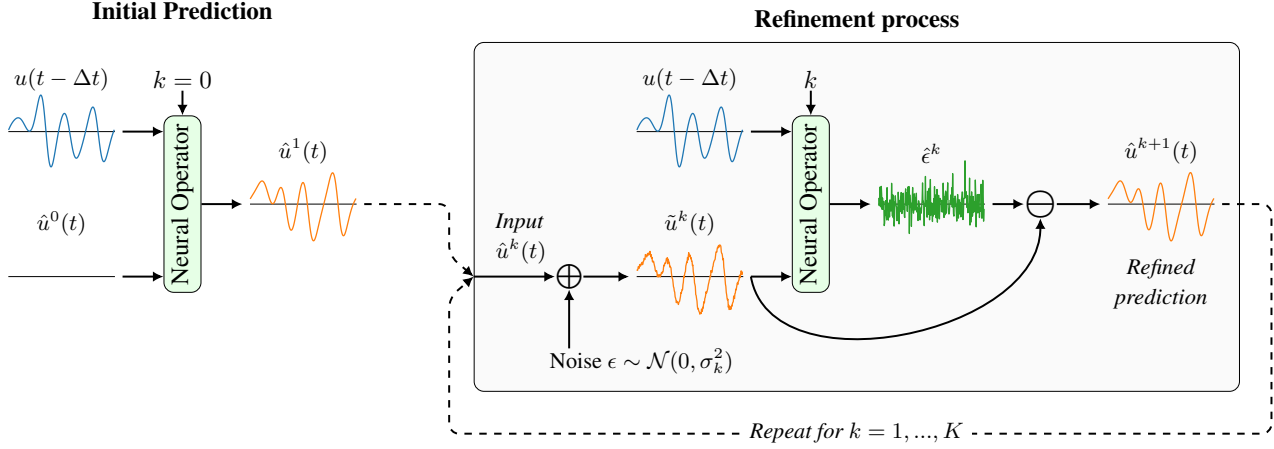 Initial Prediction
u(t − Δt)
k = 0
û⁰(t)
Neural Operator
û¹(t)
Refinement process
Input
ûᵏ(t)
Noise ϵ ∼ 𝒩(0, σₖ²)
u(t − Δt)
ũᵏ(t)
k
Neural Operator
ϵ̂ᵏ
ûᵏ⁺¹(t)
Refined
prediction
Repeat for k = 1, ..., K